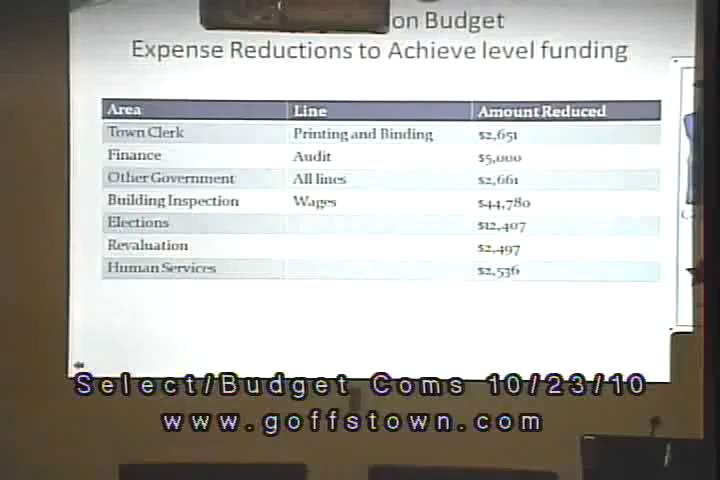 on Budget
Expense Reductions to Achieve level funding
Area Line Amount Reduced
Town Clerk Printing and Binding $2,651
Finance Audit $5,000
Other Government All lines $2,661
Building Inspection Wages $44,780
Elections $12,407
Revaluation $2,497
Human Services $2,536
Select/Budget Coms 10/23/10
www.goffstown.com